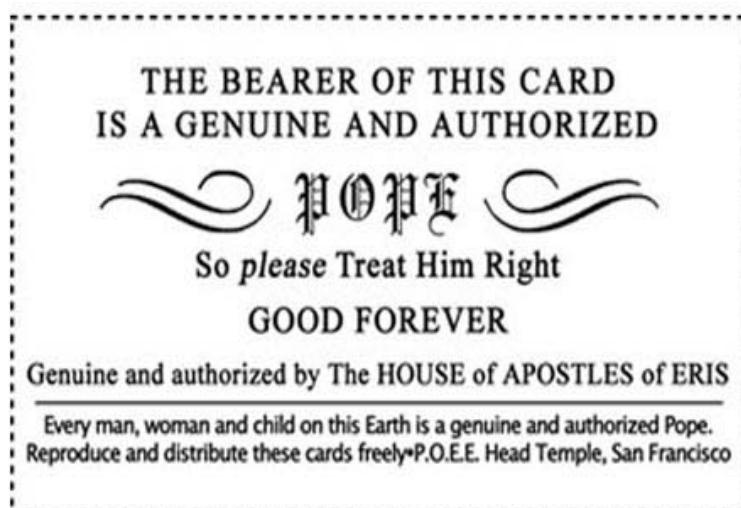 THE BEARER OF THIS CARD
IS A GENUINE AND AUTHORIZED
POPE
So please Treat Him Right
GOOD FOREVER
Genuine and authorized by The HOUSE of APOSTLES of ERIS
Every man, woman and child on this Earth is a genuine and authorized Pope.
Reproduce and distribute these cards freely•P.O.E.E. Head Temple, San Francisco